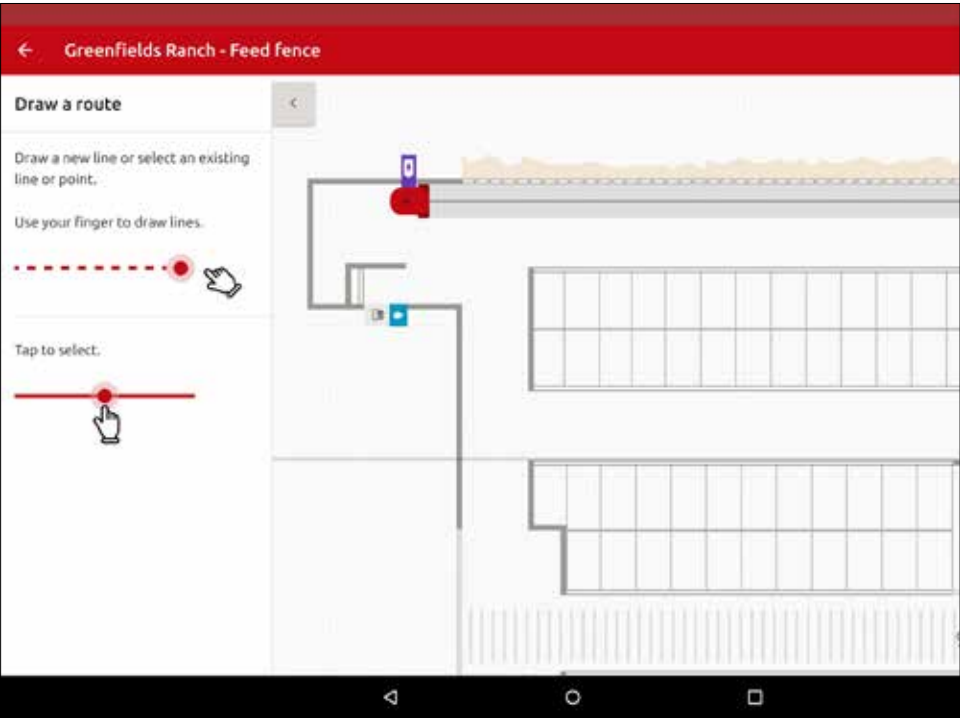 Greenfields Ranch - Feed fence
Draw a route
Draw a new line or select an existing
line or point.
Use your finger to draw lines.
Tap to select.